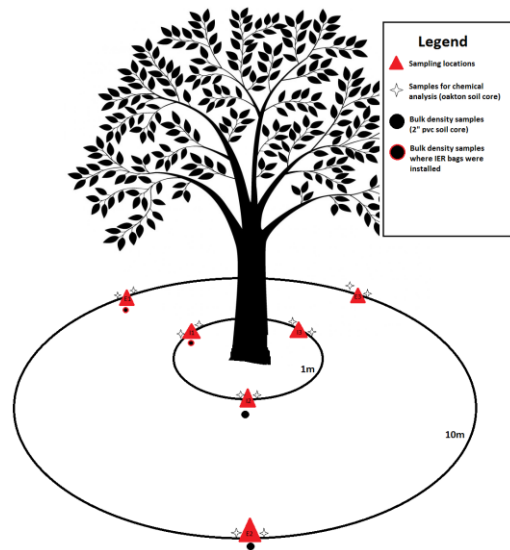 Legend
Sampling locations
Samples for chemical
analysis (oakton soil core)
Bulk density samples
(2" pvc soil core)
Bulk density samples
where IER bags were
installed
1m
10m
E2